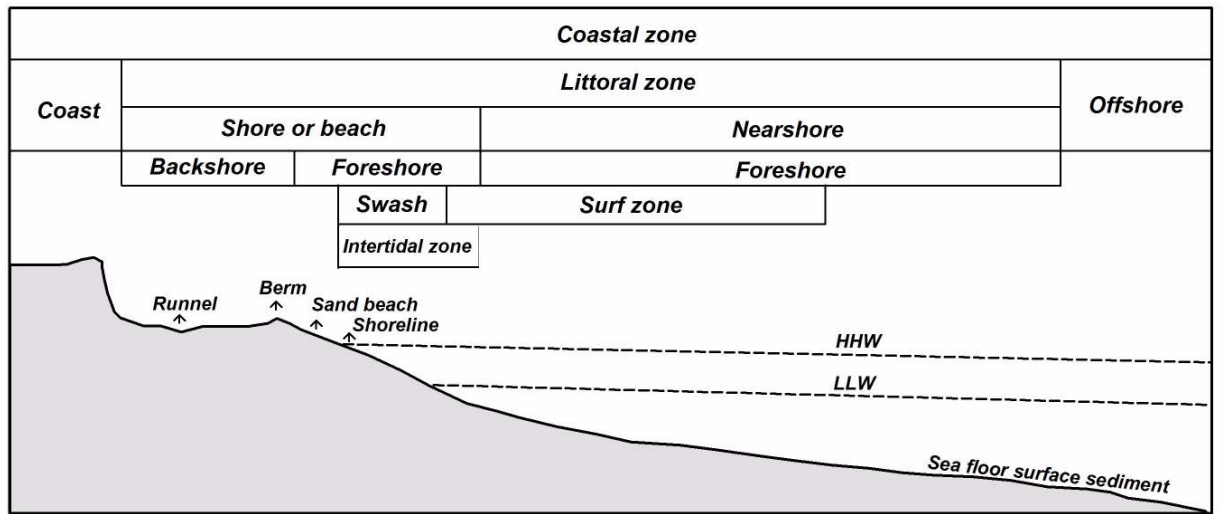 Coastal zone
Coast
Littoral zone
Offshore
Shore or beach
Nearshore
Backshore
Foreshore
Foreshore
Swash
Surf zone
Intertidal zone
Runnel
Berm
Sand beach
Shoreline
HHW
LLW
Sea floor surface sediment